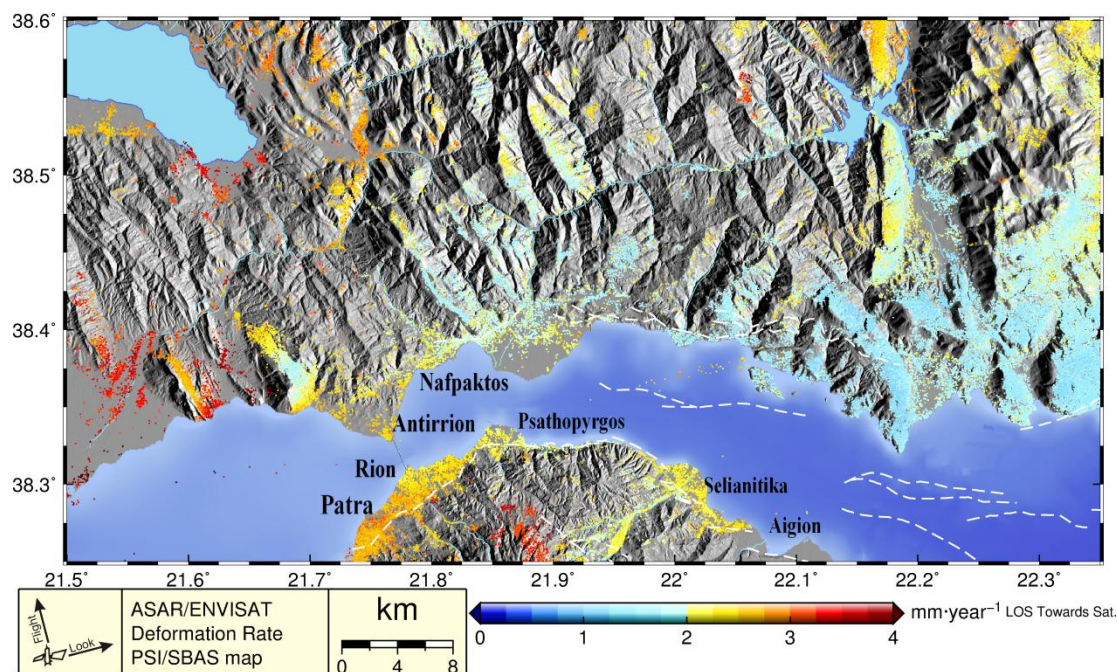 38.6°
38.5°
38.4°
38.3°
Nafpaktos
Antirrion
Psathopyrgos
Rion
Patra
Selianitika
Aigion
21.5° 21.6° 21.7° 21.8° 21.9° 22° 22.1° 22.2° 22.3°
Flight
Look
ASAR/ENVISAT
Deformation Rate
PSI/SBAS map
km
0 4 8
0 1 2 3 4
mm·year⁻¹ LOS Towards Sat.